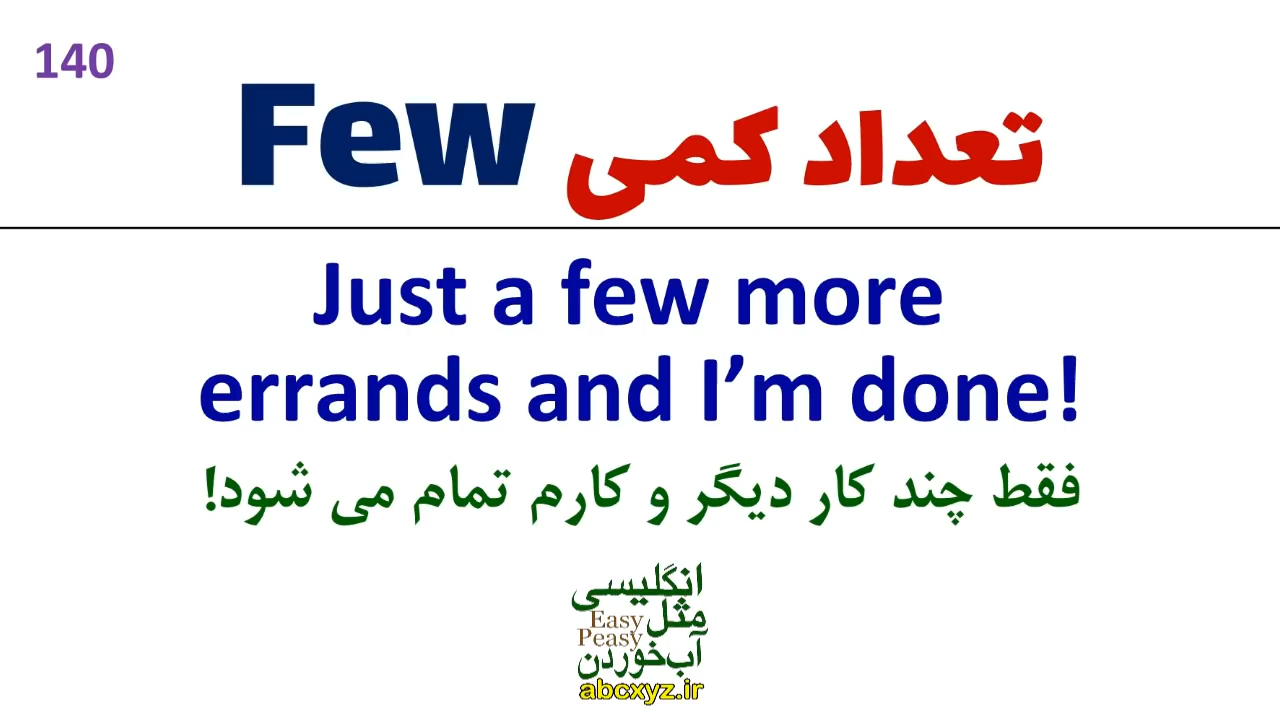 140
Few تعداد کمی
Just a few more
errands and I’m done!
فقط چند کار دیگر و کارم تمام می شود!
انگلیسی
مثل
Easy
Peasy
آب خوردن
abcxyz.ir